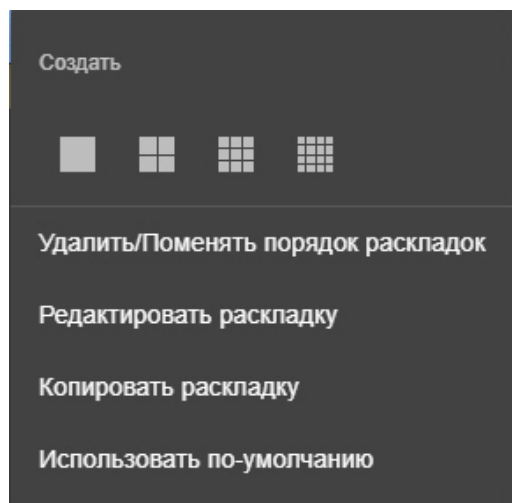 Создать
Удалить/Поменять порядок раскладок
Редактировать раскладку
Копировать раскладку
Использовать по-умолчанию